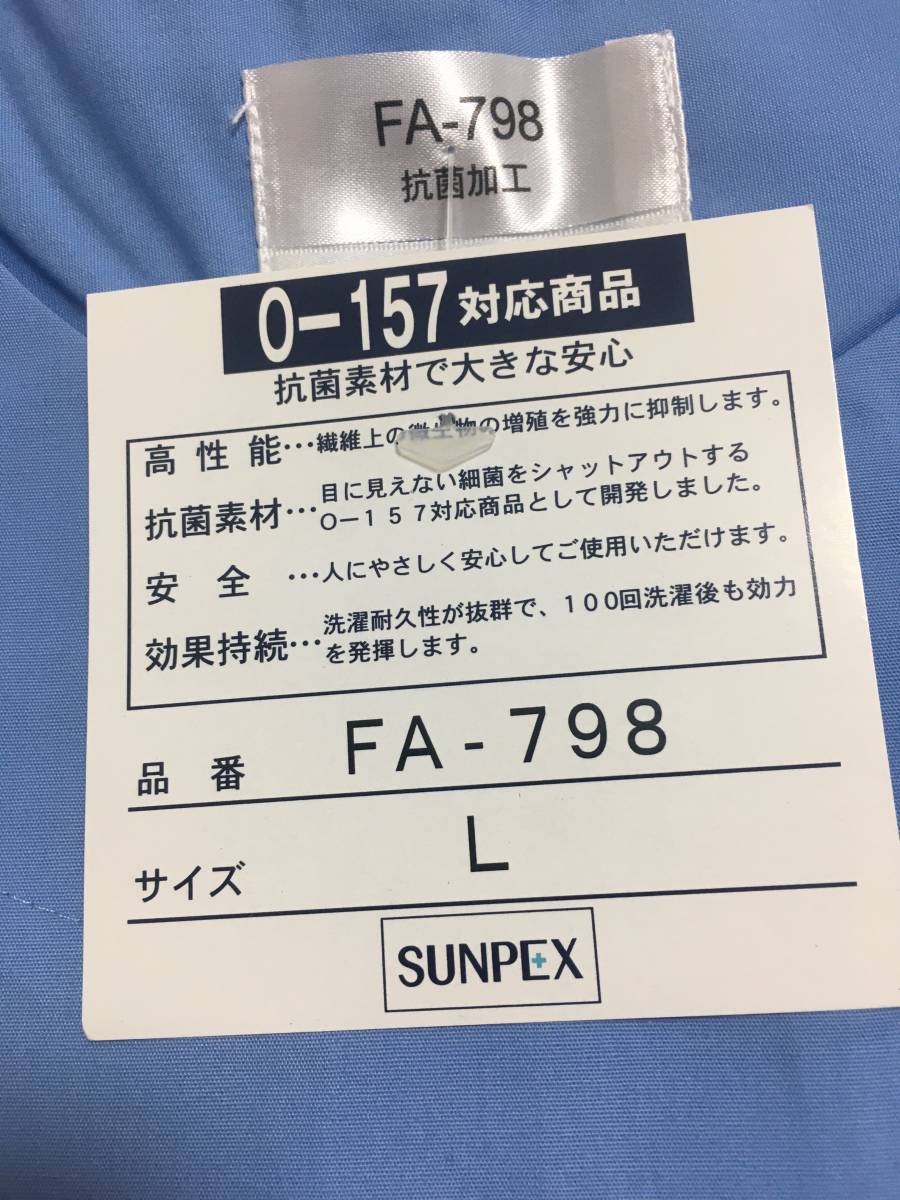 FA-798
抗菌加工
O-157対応商品
抗菌素材で大きな安心
高性能…繊維上の微生物の増殖を強力に抑制します。
抗菌素材…目に見えない細菌をシャットアウトする
O-157対応商品として開発しました。
安全…人にやさしく安心してご使用いただけます。
効果持続…洗濯耐久性が抜群で、100回洗濯後も効力
を発揮します。
品番 FA-798
サイズ L
SUNPEX